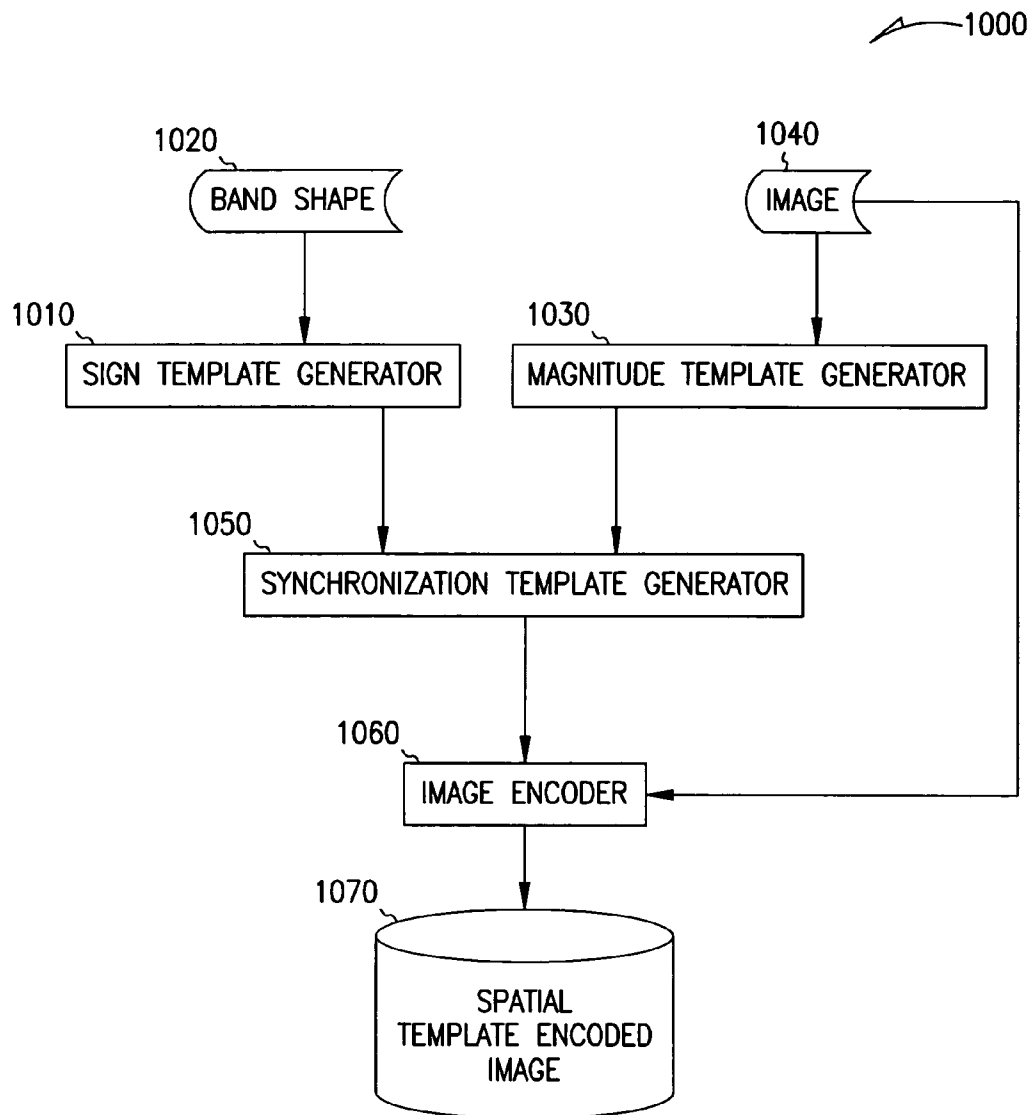 1000
1020
BAND SHAPE
1040
IMAGE
1010
SIGN TEMPLATE GENERATOR
1030
MAGNITUDE TEMPLATE GENERATOR
1050
SYNCHRONIZATION TEMPLATE GENERATOR
1060
IMAGE ENCODER
1070
SPATIAL
TEMPLATE ENCODED
IMAGE